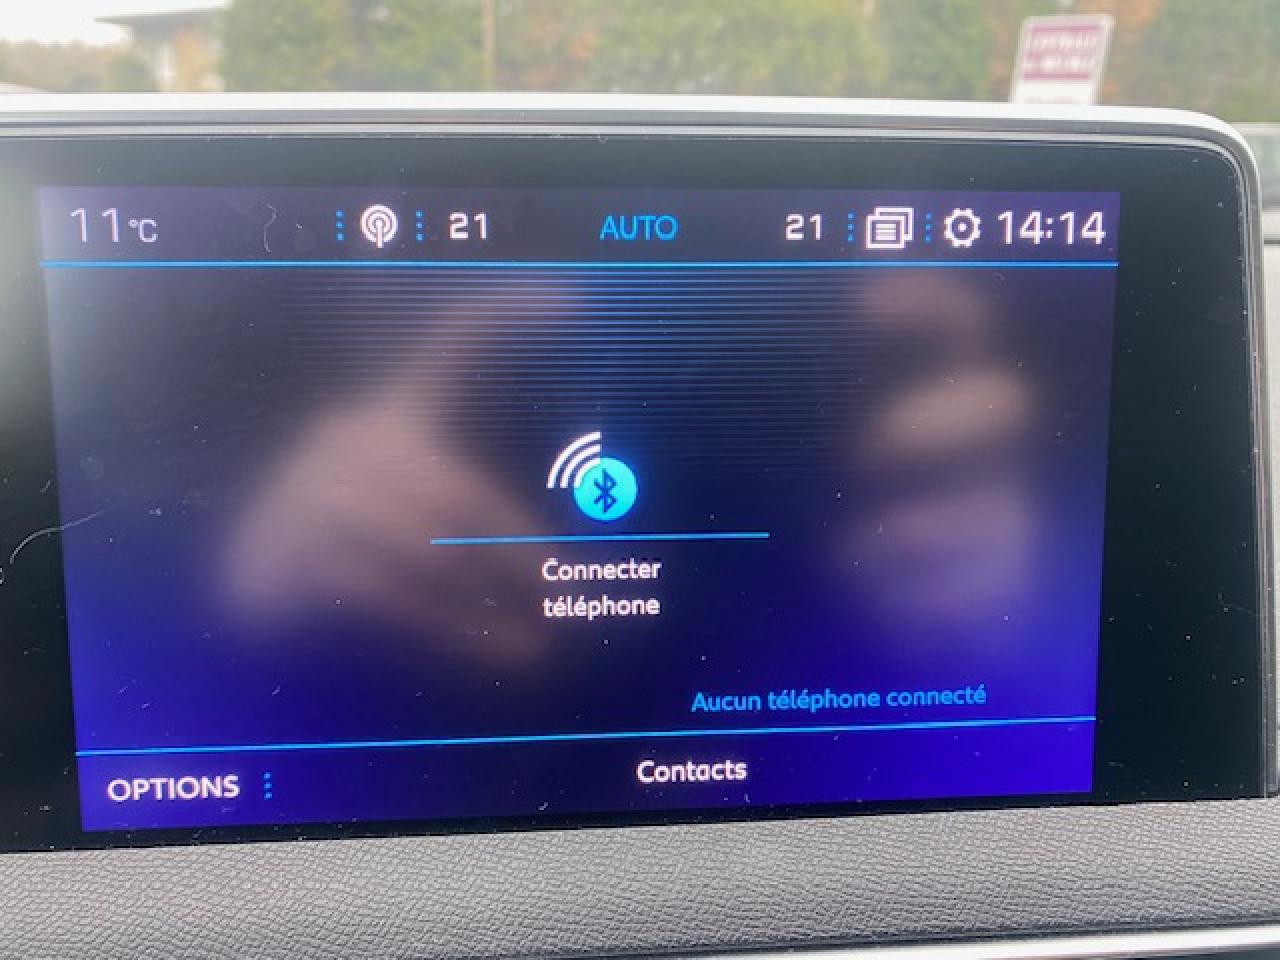 11°C 21 AUTO 21 14:14
Connecter
téléphone
Aucun téléphone connecté
OPTIONS Contacts